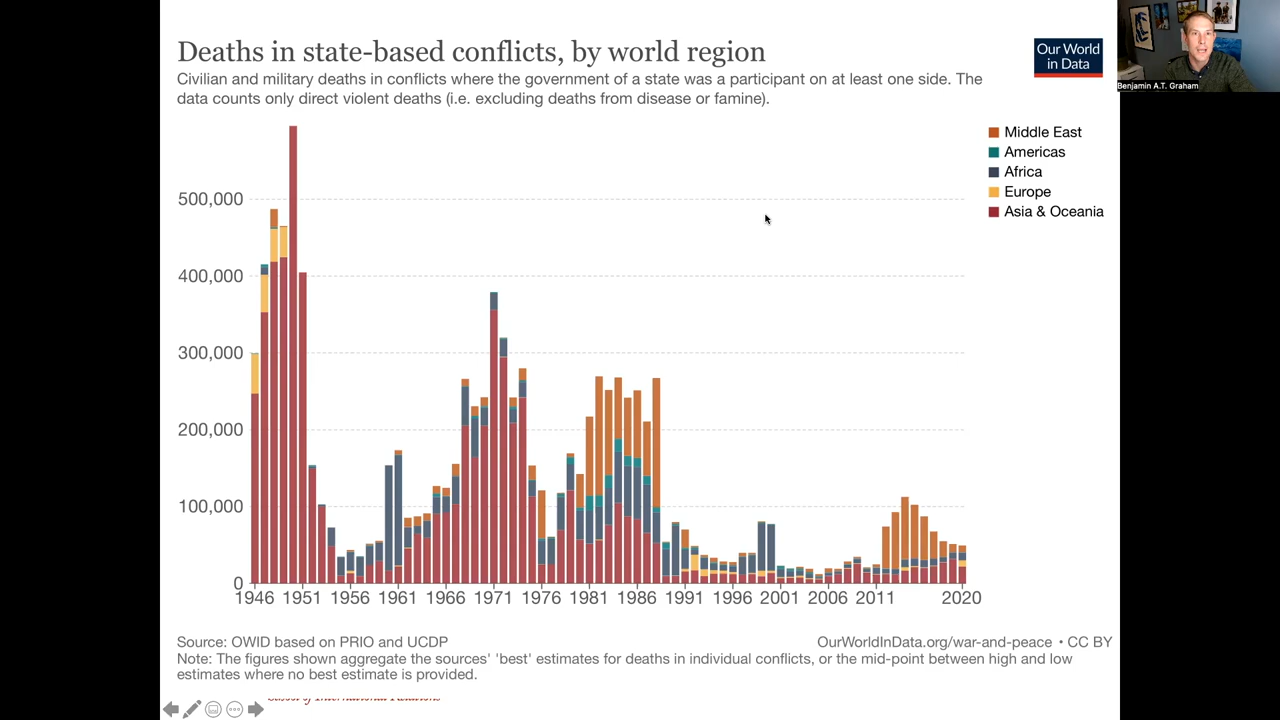 Deaths in state-based conflicts, by world region
Civilian and military deaths in conflicts where the government of a state was a participant on at least one side. The
data counts only direct violent deaths (i.e. excluding deaths from disease or famine).
Our World
in Data
Benjamin A.T. Graham
Middle East
Americas
Africa
Europe
Asia & Oceania
500,000
400,000
300,000
200,000
100,000
0
1946 1951 1956 1961 1966 1971 1976 1981 1986 1991 1996 2001 2006 2011 2020
Source: OWID based on PRIO and UCDP
OurWorldInData.org/war-and-peace • CC BY
Note: The figures shown aggregate the sources' 'best' estimates for deaths in individual conflicts, or the mid-point between high and low
estimates where no best estimate is provided.
of International Relations